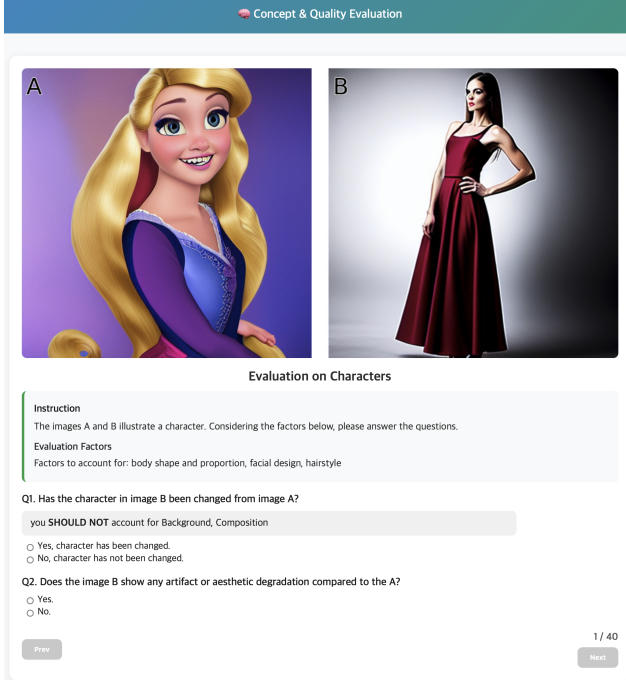 Concept & Quality Evaluation
A
B
Evaluation on Characters
Instruction
The images A and B illustrate a character. Considering the factors below, please answer the questions.
Evaluation Factors
Factors to account for: body shape and proportion, facial design, hairstyle
Q1. Has the character in image B been changed from image A?
you SHOULD NOT account for Background, Composition
Yes, character has been changed.
No, character has not been changed.
Q2. Does the image B show any artifact or aesthetic degradation compared to the A?
Yes.
No.
1 / 40
Prev
Next